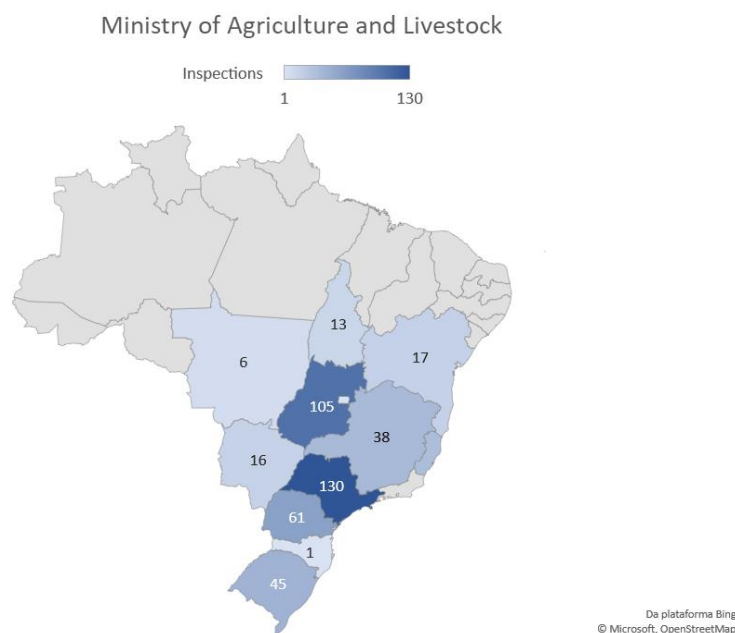 Ministry of Agriculture and Livestock
Inspections
1 130
13
6
17
105
38
16
130
61
1
45
Da plataforma Bing
© Microsoft, OpenStreetMap